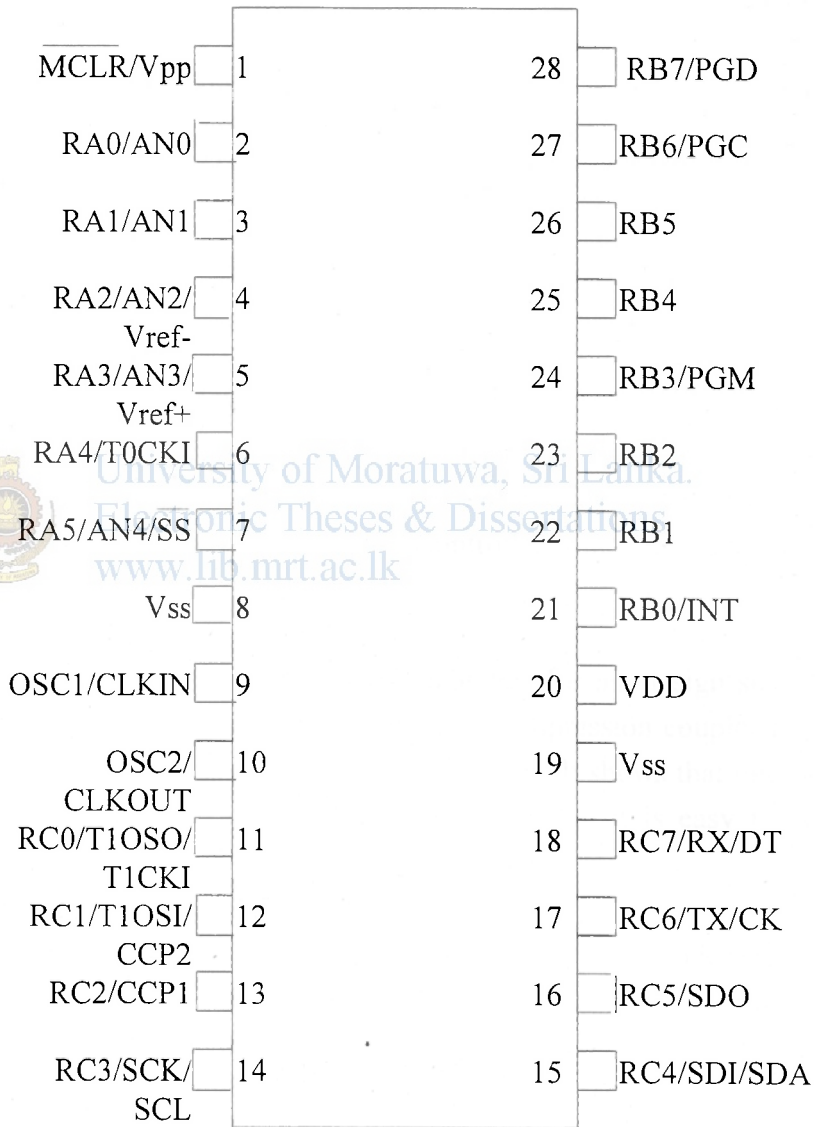 MCLR/Vpp 1
RA0/AN0 2
RA1/AN1 3
RA2/AN2/ 4
Vref-
RA3/AN3/ 5
Vref+
RA4/T0CKI 6
RA5/AN4/SS 7
Vss 8
OSC1/CLKIN 9
OSC2/ 10
CLKOUT
RC0/T1OSO/ 11
T1CKI
RC1/T1OSI/ 12
CCP2
RC2/CCP1 13
RC3/SCK/ 14
SCL
28 RB7/PGD
27 RB6/PGC
26 RB5
25 RB4
24 RB3/PGM
23 RB2
22 RB1
21 RB0/INT
20 VDD
19 Vss
18 RC7/RX/DT
17 RC6/TX/CK
16 RC5/SDO
15 RC4/SDI/SDA
University of Moratuwa, Sri Lanka.
Electronic Theses & Dissertations
www.lib.mrt.ac.lk